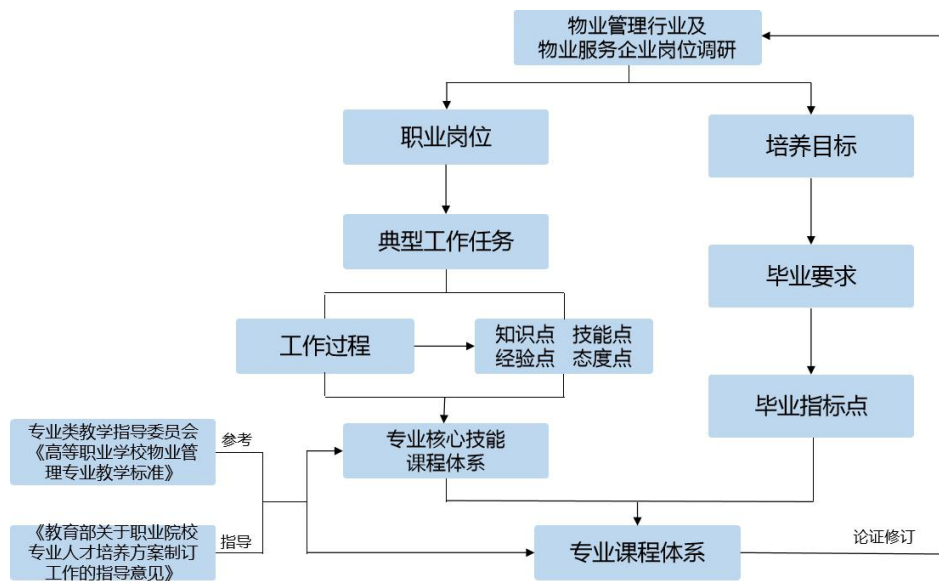 物业管理行业及
物业服务企业岗位调研
职业岗位
培养目标
典型工作任务
毕业要求
工作过程
知识点 技能点
经验点 态度点
毕业指标点
专业类教学指导委员会
《高等职业学校物业管
理专业教学标准》
参考
专业核心技能
课程体系
《教育部关于职业院校
专业人才培养方案制订
工作的指导意见》
指导
专业课程体系
论证修订